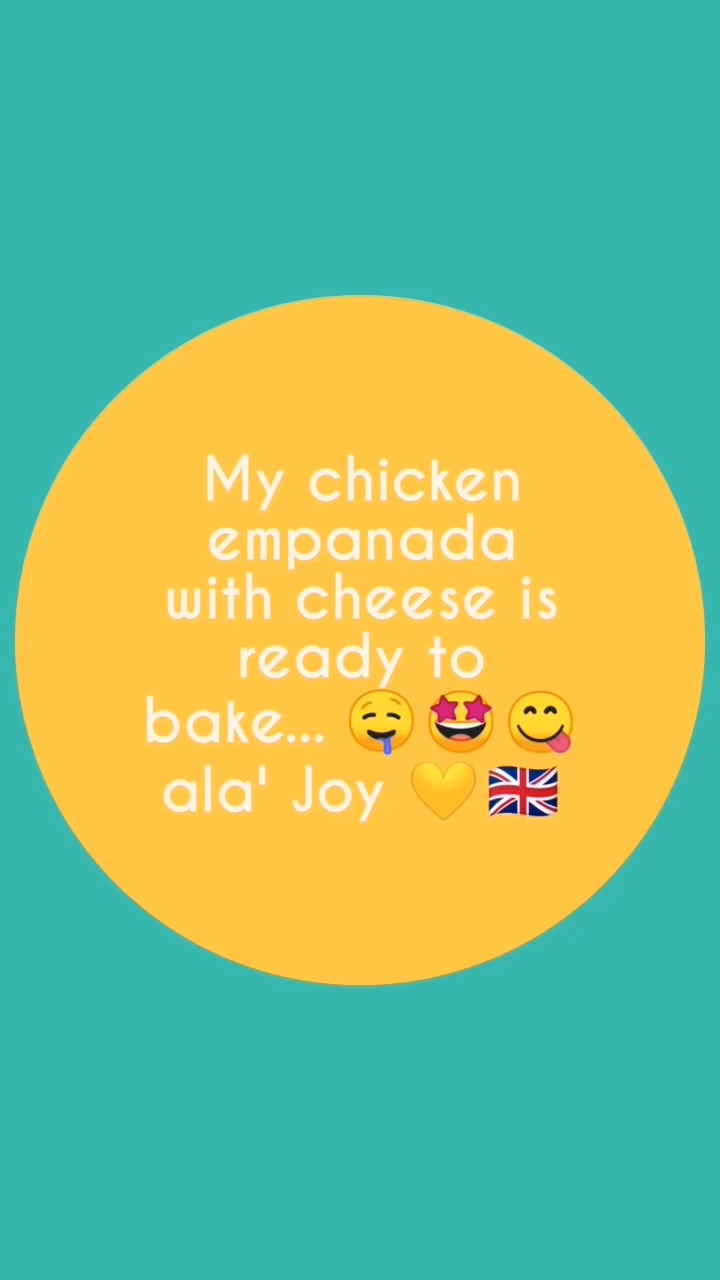 My chicken
empanada
with cheese is
ready to
bake... 🤤🤩😋
ala' Joy 💛🇬🇧